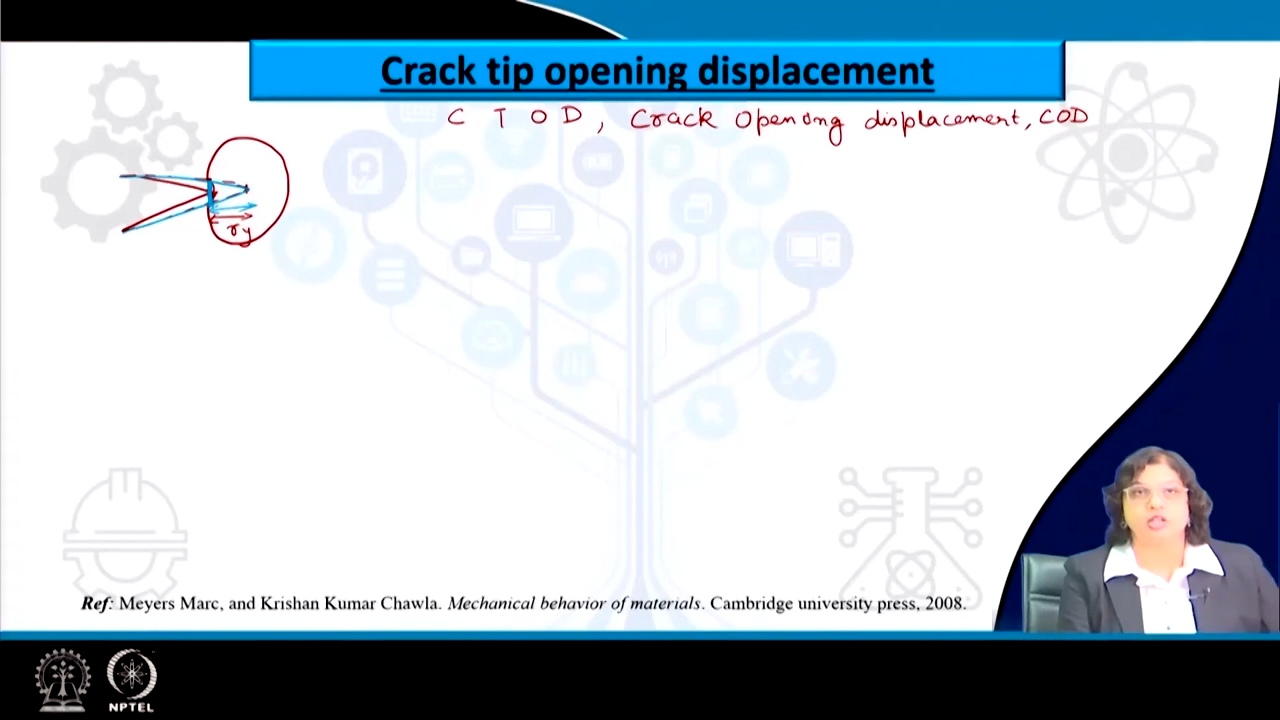 Crack tip opening displacement
C T O D , Crack Opening displacement, COD
ry
Ref: Meyers Marc, and Krishan Kumar Chawla. Mechanical behavior of materials. Cambridge university press, 2008.
NPTEL